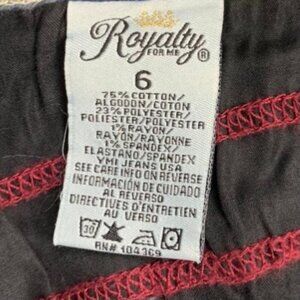 Royalty
FOR ME ®
6
75% COTTON/
ALGODON/COTON
23% POLYESTER/
POLIESTER/POLYESTER
1% RAYON/
RAYON/RAYONNE
1% SPANDEX/
ELASTANO/SPANDEX
YMI JEANS USA
SEE CARE INFO ON REVERSE
INFORMACIÓN DE CUIDADO
AL REVERSO
DIRECTIVES D'ENTRETIEN
AU VERSO
30
RN# 104369